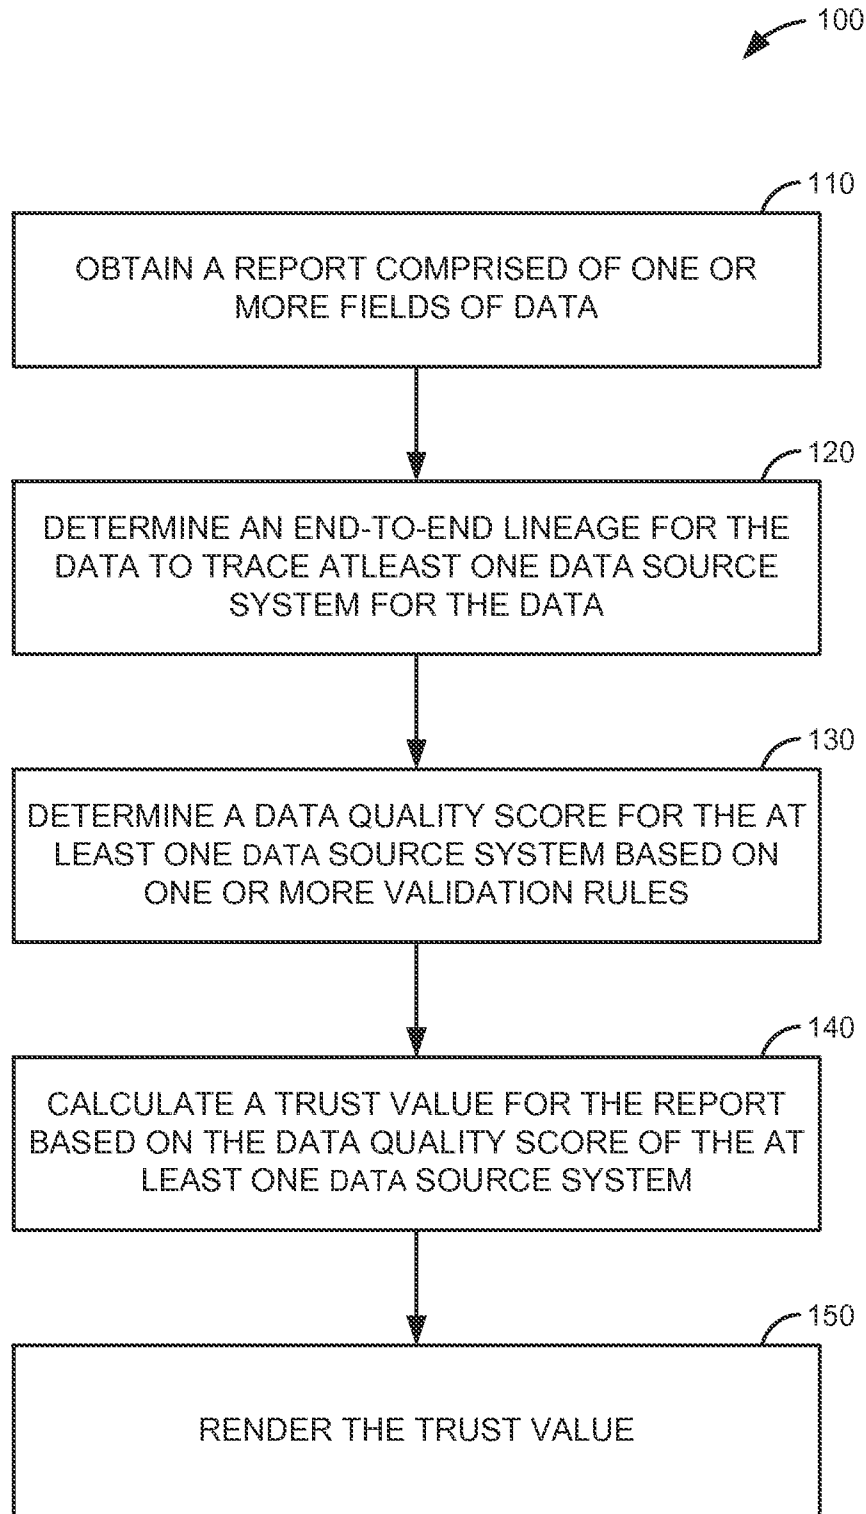 100
110
OBTAIN A REPORT COMPRISED OF ONE OR
MORE FIELDS OF DATA
120
DETERMINE AN END-TO-END LINEAGE FOR THE
DATA TO TRACE ATLEAST ONE DATA SOURCE
SYSTEM FOR THE DATA
130
DETERMINE A DATA QUALITY SCORE FOR THE AT
LEAST ONE DATA SOURCE SYSTEM BASED ON
ONE OR MORE VALIDATION RULES
140
CALCULATE A TRUST VALUE FOR THE REPORT
BASED ON THE DATA QUALITY SCORE OF THE AT
LEAST ONE DATA SOURCE SYSTEM
150
RENDER THE TRUST VALUE